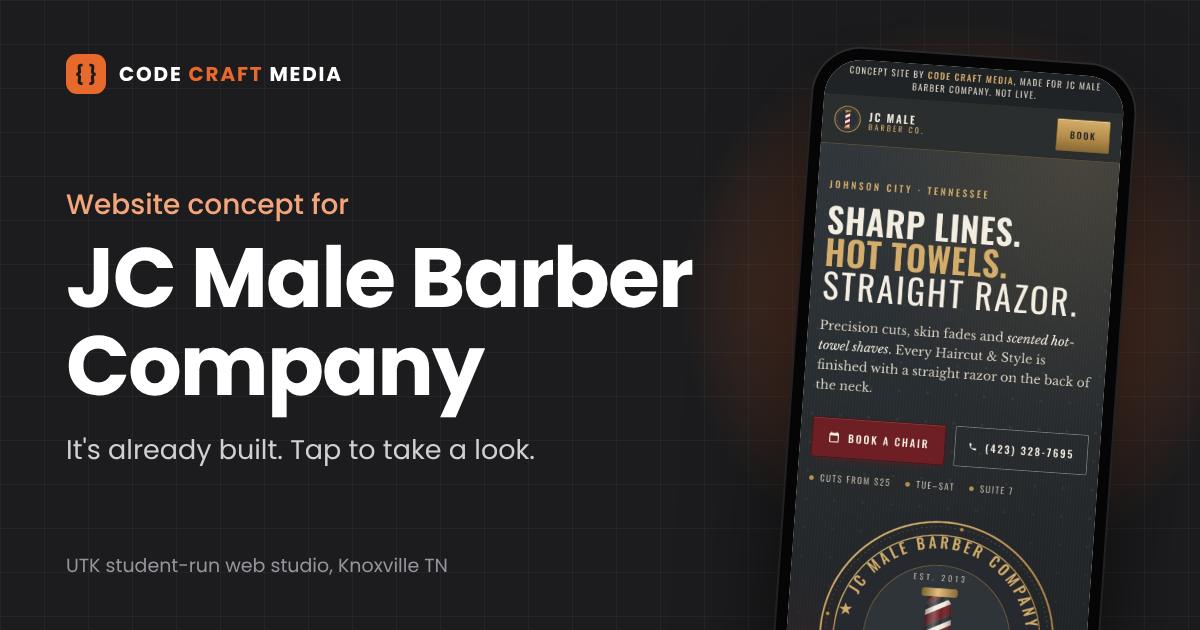 { } CODE CRAFT MEDIA
Website concept for
JC Male Barber
Company
It's already built. Tap to take a look.
UTK student-run web studio, Knoxville TN
CONCEPT SITE BY CODE CRAFT MEDIA, MADE FOR JC MALE
BARBER COMPANY. NOT LIVE.
JC MALE
BARBER CO.
BOOK
JOHNSON CITY · TENNESSEE
SHARP LINES.
HOT TOWELS.
STRAIGHT RAZOR.
Precision cuts, skin fades and scented hot-
towel shaves. Every Haircut & Style is
finished with a straight razor on the back of
the neck.
BOOK A CHAIR
(423) 328-7695
CUTS FROM $25
TUE–SAT
SUITE 7
★ JC MALE BARBER COMPANY
EST. 2013